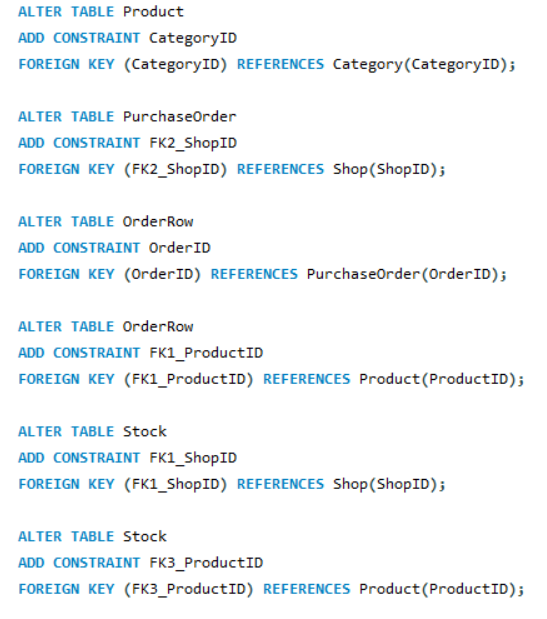 ALTER TABLE Product
ADD CONSTRAINT CategoryID
FOREIGN KEY (CategoryID) REFERENCES Category(CategoryID);
ALTER TABLE PurchaseOrder
ADD CONSTRAINT FK2_ShopID
FOREIGN KEY (FK2_ShopID) REFERENCES Shop(ShopID);
ALTER TABLE OrderRow
ADD CONSTRAINT OrderID
FOREIGN KEY (OrderID) REFERENCES PurchaseOrder(OrderID);
ALTER TABLE OrderRow
ADD CONSTRAINT FK1_ProductID
FOREIGN KEY (FK1_ProductID) REFERENCES Product(ProductID);
ALTER TABLE Stock
ADD CONSTRAINT FK1_ShopID
FOREIGN KEY (FK1_ShopID) REFERENCES Shop(ShopID);
ALTER TABLE Stock
ADD CONSTRAINT FK3_ProductID
FOREIGN KEY (FK3_ProductID) REFERENCES Product(ProductID);